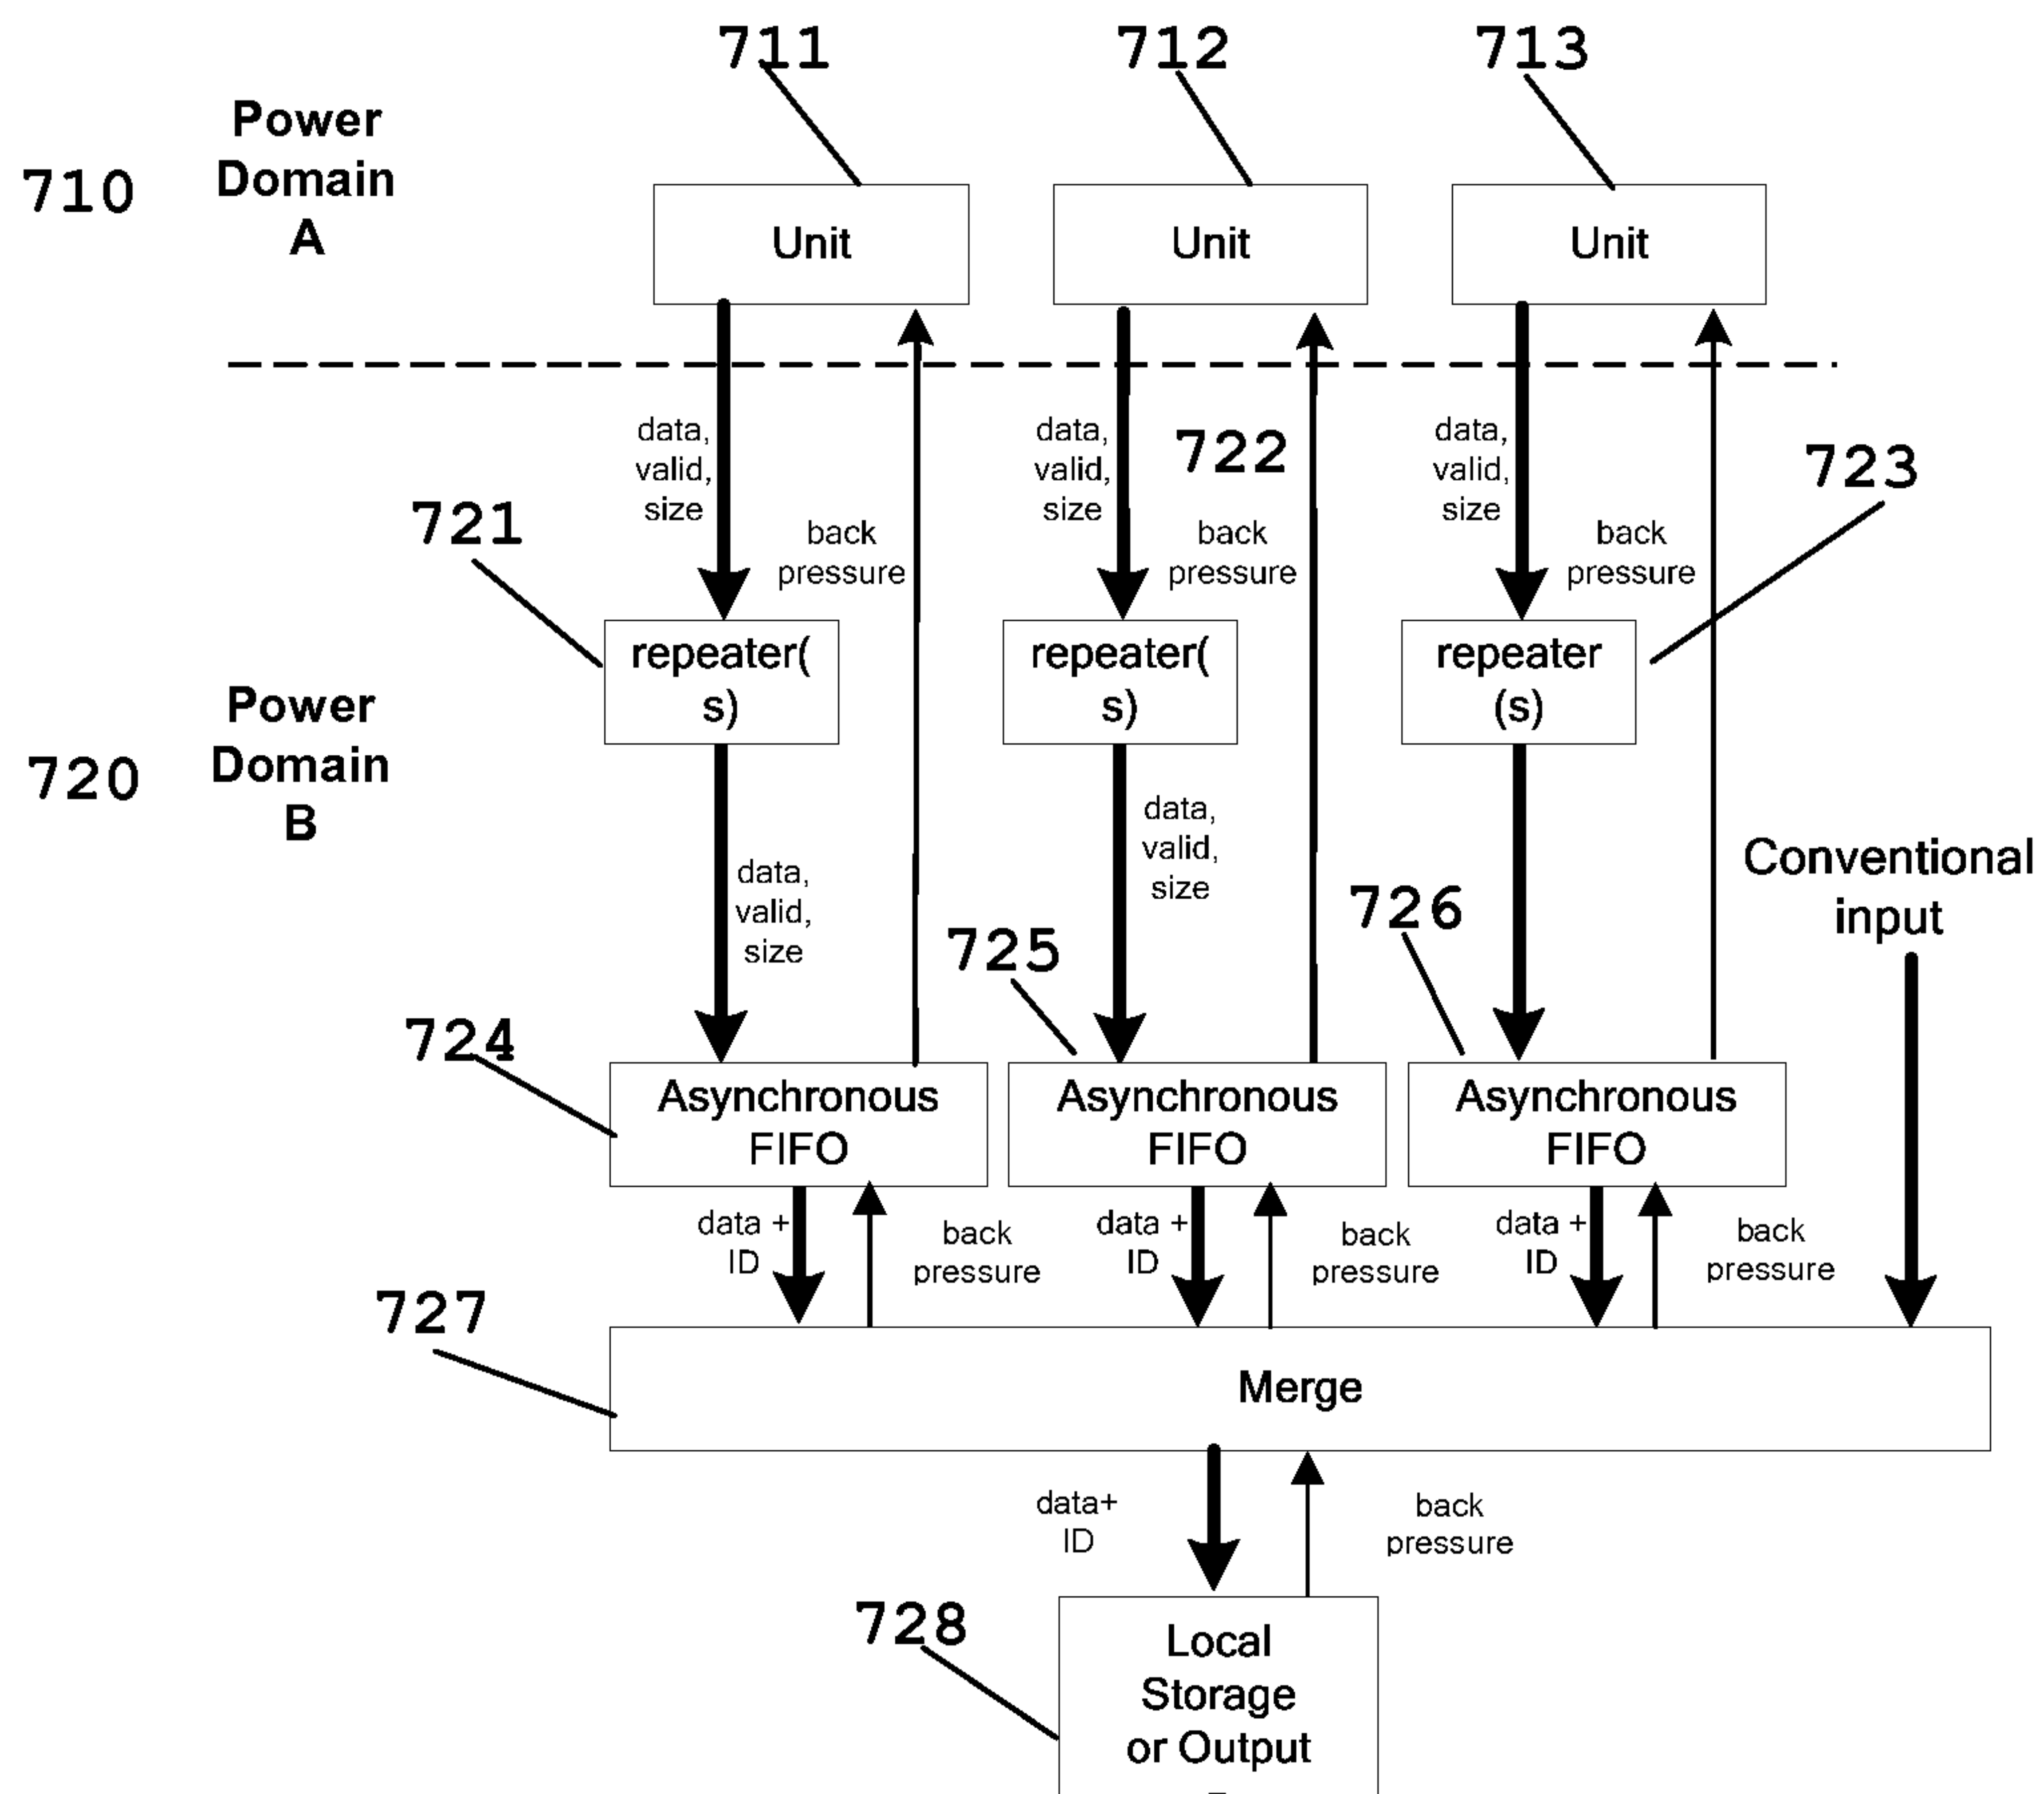 711
712
713
Power
Domain
A
710
Unit
Unit
Unit
data,
valid,
size
data,
valid,
size
722
data,
valid,
size
723
721
back
pressure
back
pressure
back
pressure
repeater(
s)
repeater(
s)
repeater
(s)
Power
Domain
B
720
data,
valid,
size
data,
valid,
size
Conventional
input
725
726
724
Asynchronous
FIFO
Asynchronous
FIFO
Asynchronous
FIFO
data +
ID
back
pressure
data +
ID
back
pressure
data +
ID
back
pressure
727
Merge
data+
ID
back
pressure
728
Local
Storage
or Output